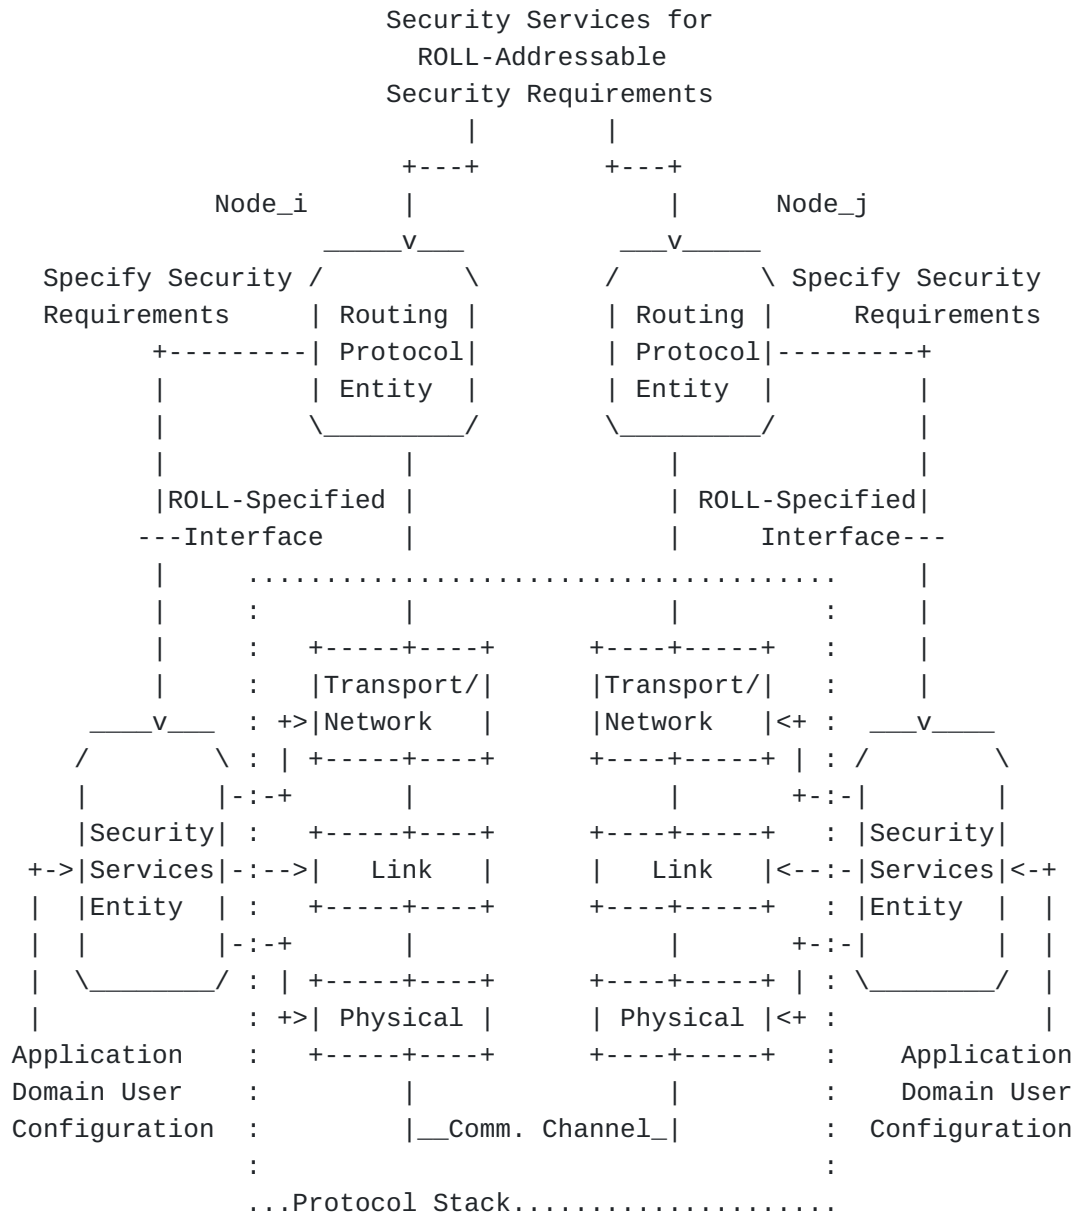 Security Services for
ROLL-Addressable
Security Requirements
Node_i Node_j
Specify Security Specify Security
Requirements Routing Routing Requirements
Protocol Protocol
Entity Entity
ROLL-Specified ROLL-Specified
Interface Interface
Transport/ Transport/
Network Network
Security Security
Services Link Link Services
Entity Entity
Physical Physical
Application Application
Domain User Domain User
Configuration Comm. Channel Configuration
Protocol Stack